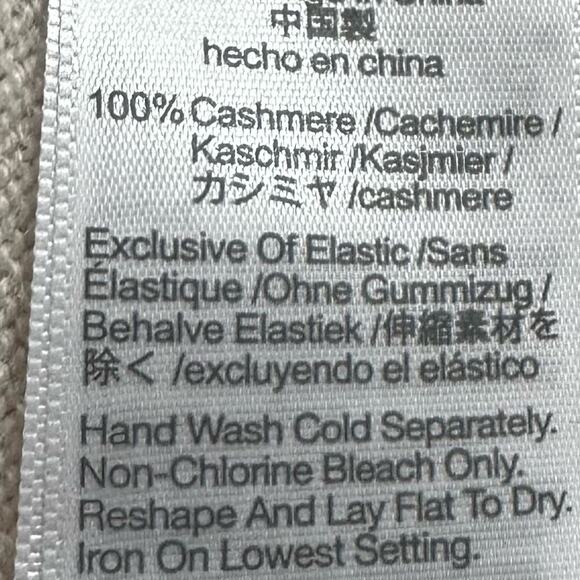 中国製
hecho en china
100% Cashmere /Cachemire /
Kaschmir /Kasjmier /
カシミヤ /cashmere
Exclusive Of Elastic /Sans
Élastique /Ohne Gummizug /
Behalve Elastiek /伸縮素材を
除く /excluyendo el elástico
Hand Wash Cold Separately.
Non-Chlorine Bleach Only.
Reshape And Lay Flat To Dry.
Iron On Lowest Setting.